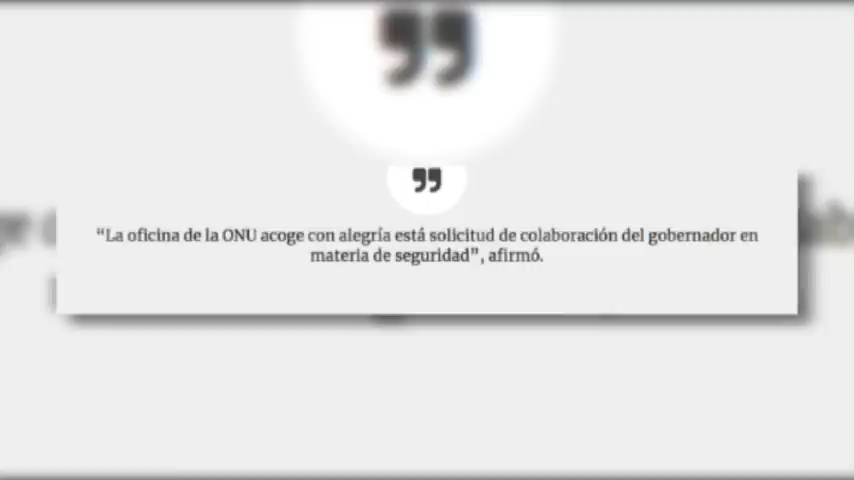 “La oficina de la ONU acoge con alegría está solicitud de colaboración del gobernador en
materia de seguridad”, afirmó.